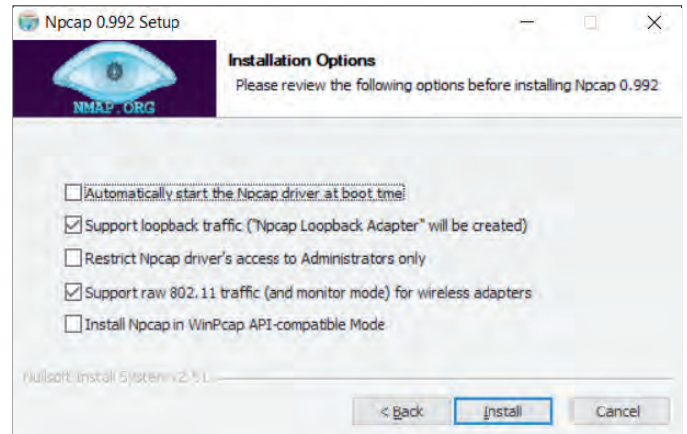 Npcap 0.992 Setup
Installation Options
Please review the following options before installing Npcap 0.992
NMAP.ORG
Automatically start the Npcap driver at boot tme
Support loopback traffic ("Npcap Loopback Adapter" will be created)
Restrict Npcap driver's access to Administrators only
Support raw 802.11 traffic (and monitor mode) for wireless adapters
Install Npcap in WinPcap API-compatible Mode
Nullsoft Install System v2.51
< Back
Install
Cancel